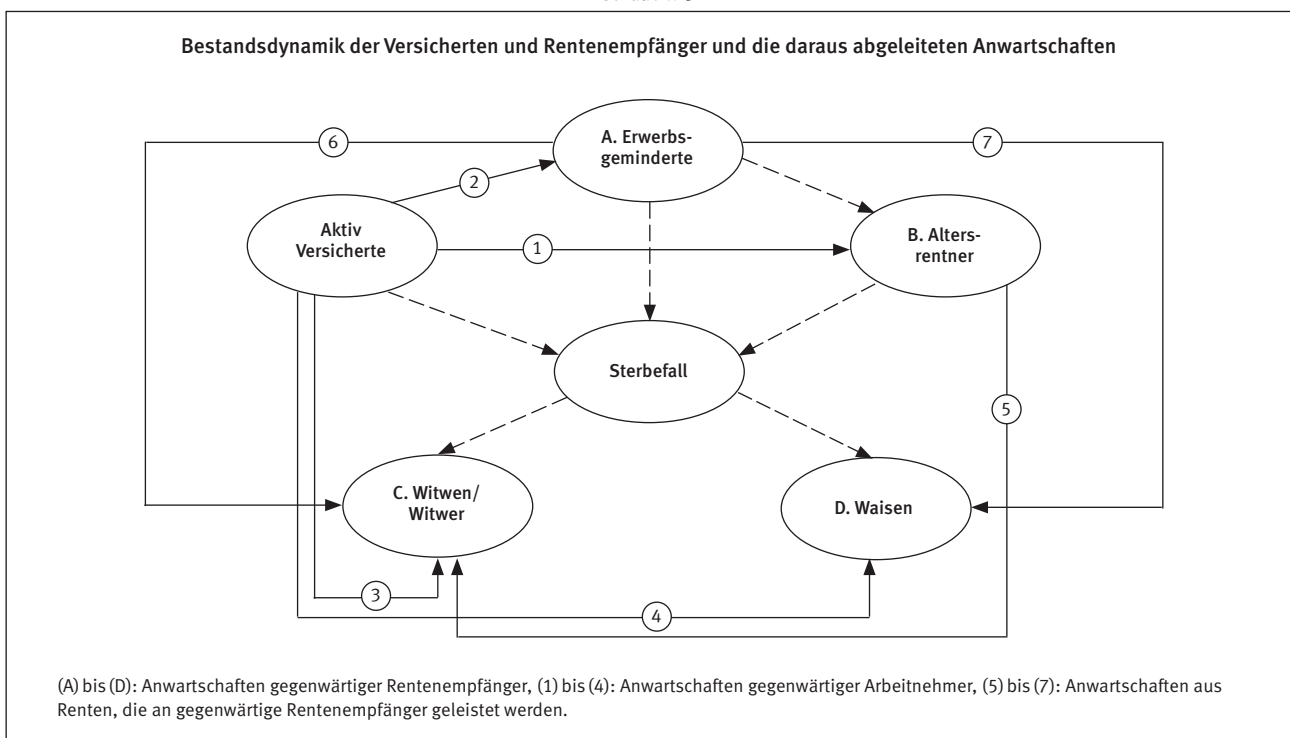 Bestandsdynamik der Versicherten und Rentenempfänger und die daraus abgeleiteten Anwartschaften
6
A. Erwerbs-
geminderte
7
2
Aktiv
Versicherte
1
B. Alters-
rentner
Sterbefall
5
C. Witwen/
Witwer
D. Waisen
3
4
(A) bis (D): Anwartschaften gegenwärtiger Rentenempfänger, (1) bis (4): Anwartschaften gegenwärtiger Arbeitnehmer, (5) bis (7): Anwartschaften aus
Renten, die an gegenwärtige Rentenempfänger geleistet werden.